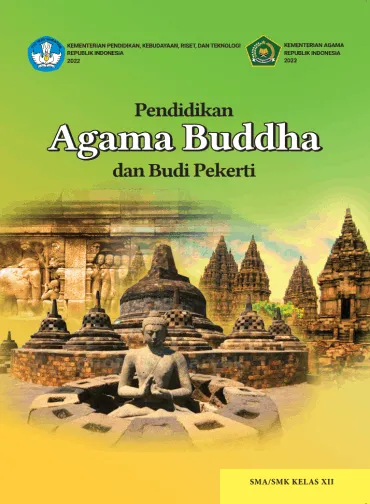 KEMENTERIAN PENDIDIKAN, KEBUDAYAAN, RISET, DAN TEKNOLOGI
REPUBLIK INDONESIA
2022
KEMENTERIAN AGAMA
REPUBLIK INDONESIA
2022
Pendidikan
Agama Buddha
dan Budi Pekerti
SMA/SMK KELAS XII